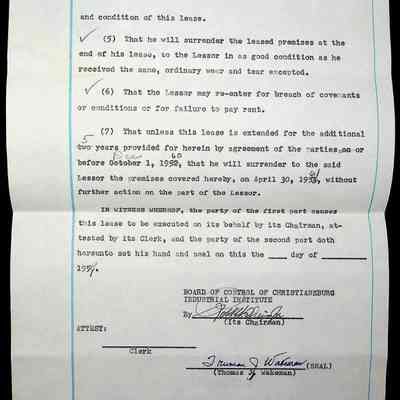 and condition of this lease.
✓ (5) That he will surrender the leased premises at the
end of his lease, to the Lessor in as good condition as he
received the same, ordinary wear and tear excepted.
✓ (6) That the Lessor may re-enter for breach of covenants
or conditions or for failure to pay rent.
(7) That unless this lease is extended for the additional
5
two years provided for herein by agreement of the parties on or
Dec 60
before October 1, 195, that he will surrender to the said
61
Lessor the premises covered hereby, on April 30, 195, without
further action on the part of the Lessor.
IN WITNESS WHEREOF, the party of the first part causes
this lease to be executed on its behalf by its Chairman, at-
tested by its Clerk, and the party of the second part doth
hereunto set his hand and seal on this the ____ day of ________
195
BOARD OF CONTROL OF CHRISTIANSBURG
INDUSTRIAL INSTITUTE
By
(Its Chairman)
ATTEST:
Clerk
Truman J Wakeman (SEAL)
(Thomas J Wakeman)